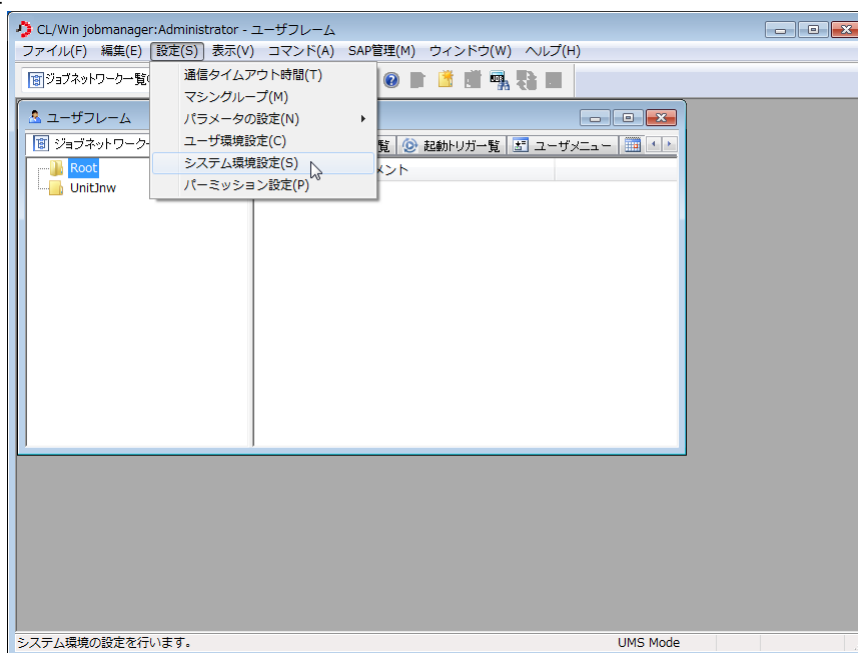 CL/Win jobmanager:Administrator - ユーザフレーム
ファイル(F) 編集(E) 設定(S) 表示(V) コマンド(A) SAP管理(M) ウィンドウ(W) ヘルプ(H)
ジョブネットワーク一覧
通信タイムアウト時間(T)
マシングループ(M)
パラメータの設定(N)
ユーザ環境設定(C)
システム環境設定(S)
パーミッション設定(P)
ユーザフレーム
ジョブネットワーク 覧 起動トリガー覧 ユーザメニュー
Root メント
UnitJnw
システム環境の設定を行います。 UMS Mode